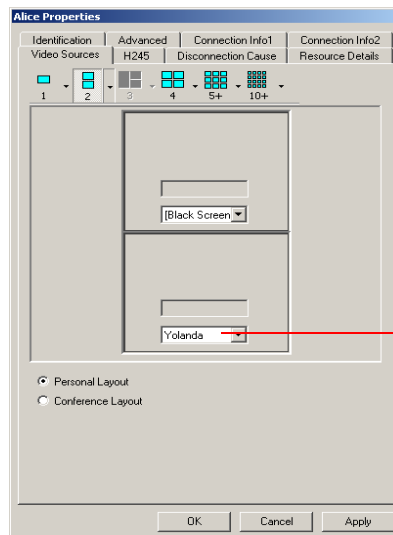 Alice Properties
Identification Advanced Connection Info1 Connection Info2
Video Sources H245 Disconnection Cause Resource Details
1 2 3 4 5+ 10+
[Black Screen
Yolanda
Personal Layout
Conference Layout
OK Cancel Apply